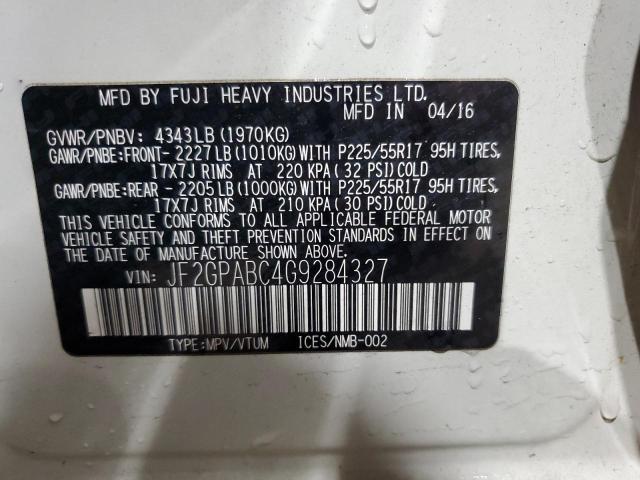 MFD BY FUJI HEAVY INDUSTRIES LTD.
MFD IN 04/16
GVWR/PNBV: 4343LB (1970KG)
GAWR/PNBE:FRONT- 2227LB(1010KG)WITH P225/55R17 95H TIRES,
17X7J RIMS AT 220 KPA(32 PSI)COLD
GAWR/PNBE:REAR - 2205LB(1000KG)WITH P225/55R17 95H TIRES,
17X7J RIMS AT 210 KPA(30 PSI)COLD
THIS VEHICLE CONFORMS TO ALL APPLICABLE FEDERAL MOTOR
VEHICLE SAFETY AND THEFT PREVENTION STANDARDS IN EFFECT ON
THE DATE OF MANUFACTURE SHOWN ABOVE.
VIN: JF2GPABC4G9284327
TYPE:MPV/VTUM ICES/NMB-002